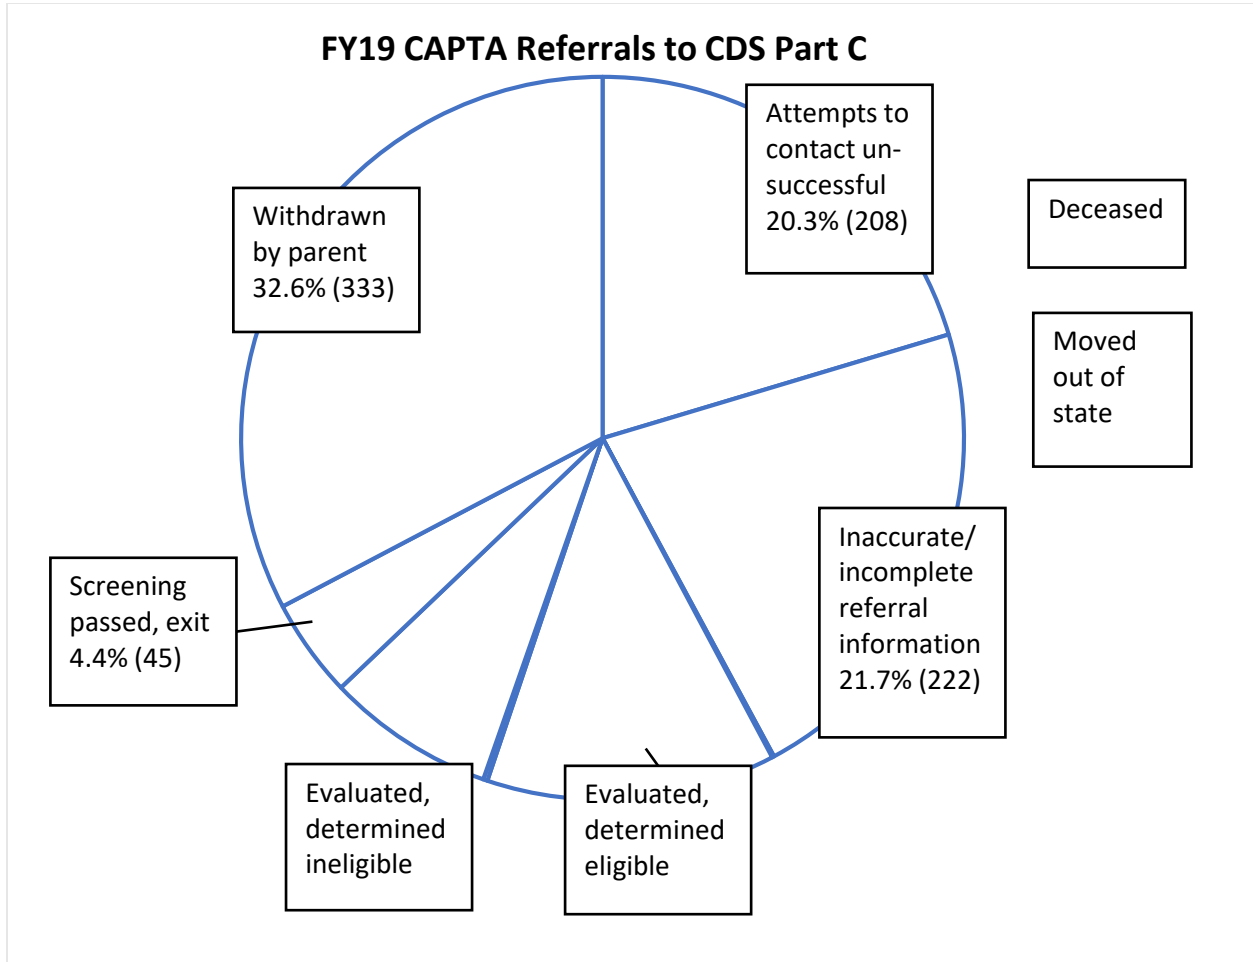 FY19 CAPTA Referrals to CDS Part C
Attempts to
contact un-
successful
20.3% (208)
Deceased
Withdrawn
by parent
32.6% (333)
Moved
out of
state
Inaccurate/
incomplete
referral
information
21.7% (222)
Screening
passed, exit
4.4% (45)
Evaluated,
determined
ineligible
Evaluated,
determined
eligible